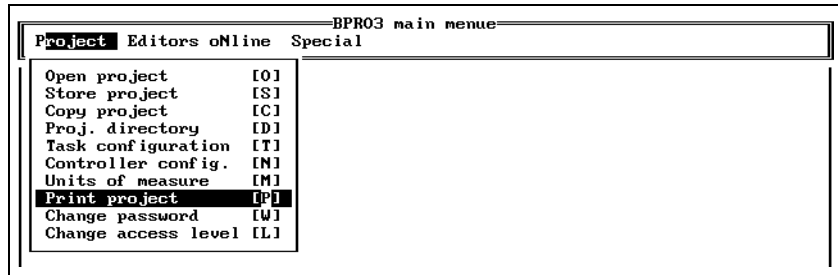 BPRO3 main menue
Project Editors oNline Special
Open project [O]
Store project [S]
Copy project [C]
Proj. directory [D]
Task configuration [T]
Controller config. [N]
Units of measure [M]
Print project [P]
Change password [W]
Change access level [L]